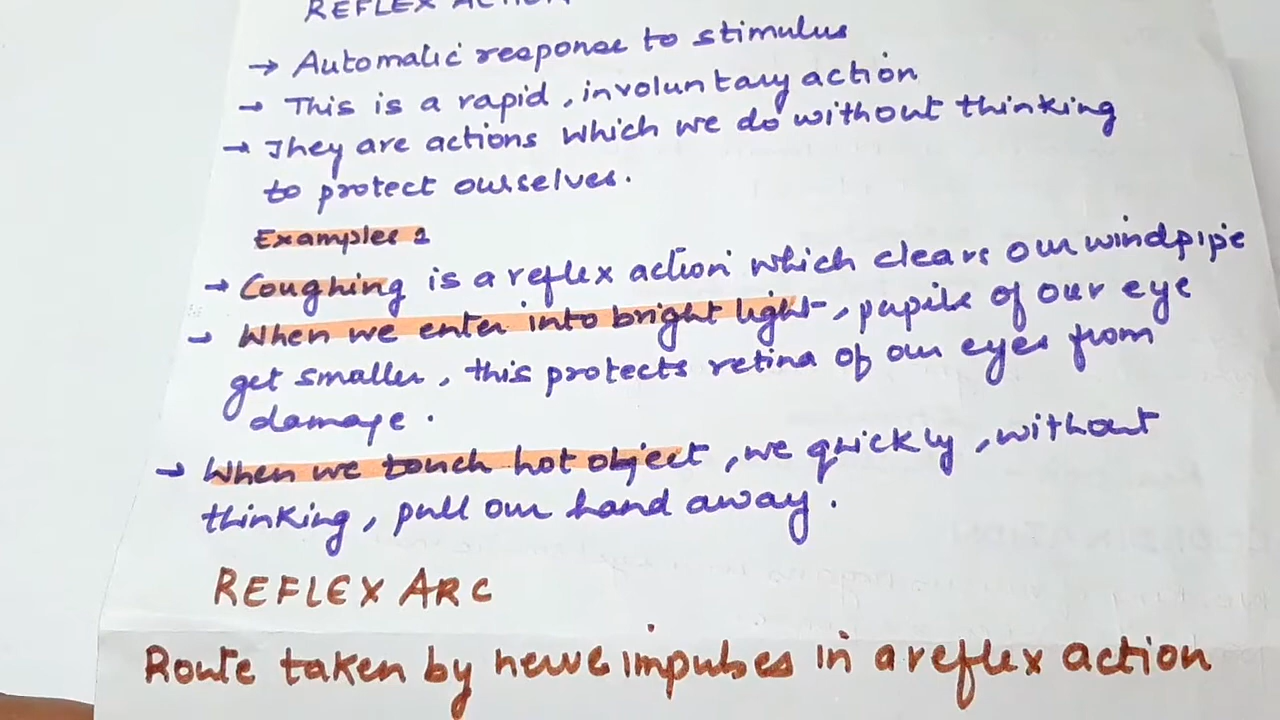 REFLEX ACTION
→ Automatic response to stimulus
→ This is a rapid, involuntary action
→ They are actions which we do without thinking
to protect ourselves.
Examples:
→ Coughing is a reflex action which clears our windpipe
→ When we enter into bright light, pupils of our eye
get smaller, this protects retina of our eyes from
damage.
→ When we touch hot object, we quickly, without
thinking, pull our hand away.
REFLEX ARC
Route taken by nerve impulses in a reflex action